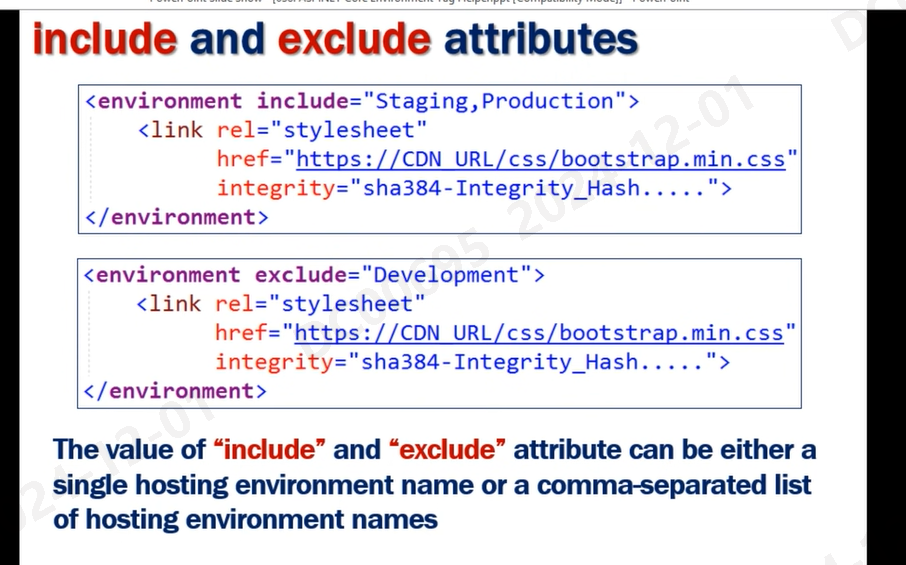 include and exclude attributes
<environment include="Staging,Production">
<link rel="stylesheet"
href="https://CDN URL/css/bootstrap.min.css"
integrity="sha384-Integrity_Hash.....">
</environment>
<environment exclude="Development">
<link rel="stylesheet"
href="https://CDN URL/css/bootstrap.min.css"
integrity="sha384-Integrity_Hash.....">
</environment>
The value of “include” and “exclude” attribute can be either a
single hosting environment name or a comma-separated list
of hosting environment names